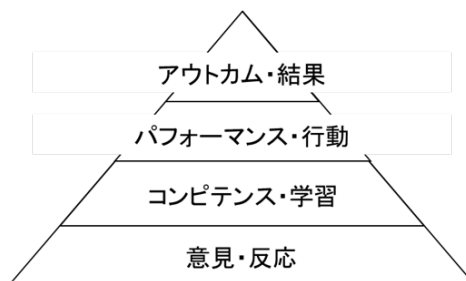 アウトカム・結果
パフォーマンス・行動
コンピテンス・学習
意見・反応